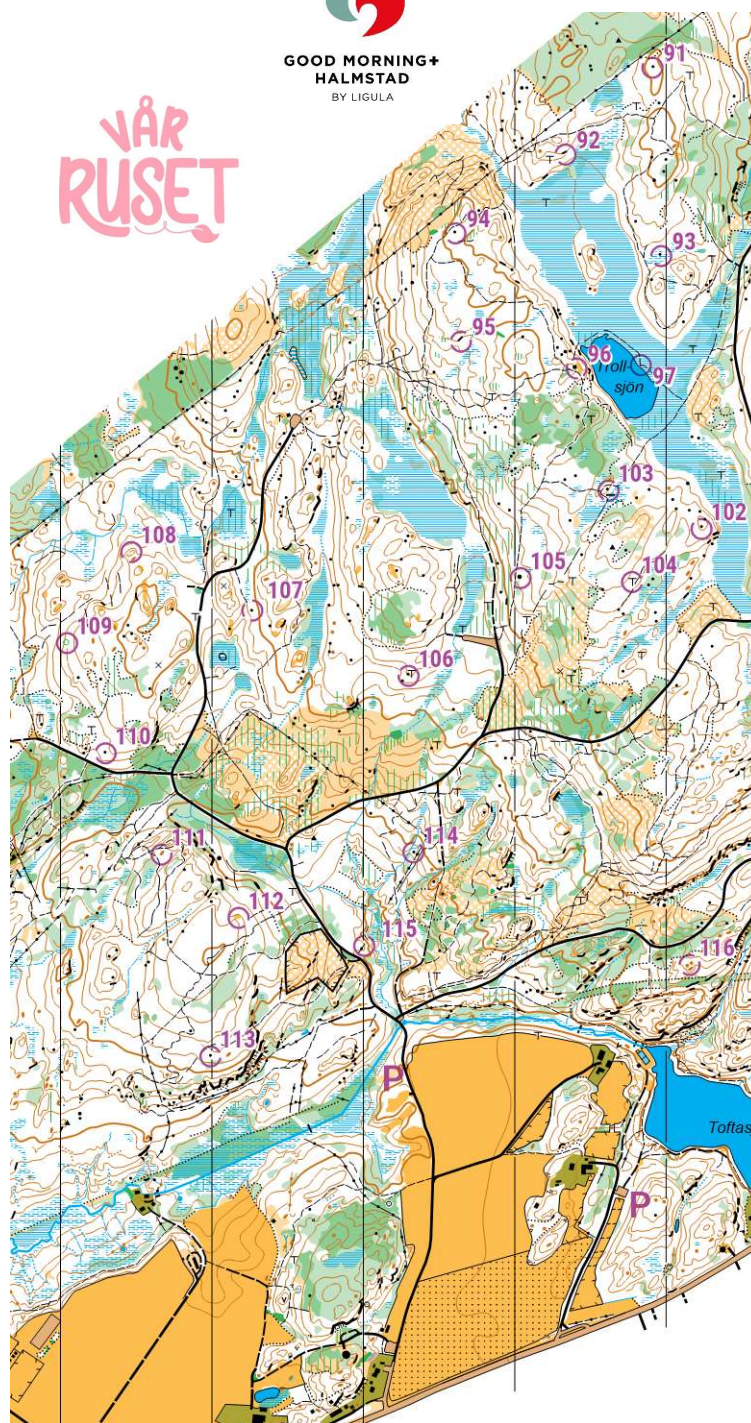 GOOD MORNING+
HALMSTAD
BY LIGULA
VÅR
RUSET
91
92
93
94
95
96
97
Troll-
sjön
103
102
108
105
104
107
109
106
110
111
114
112
115
116
113
P
Toftas
P